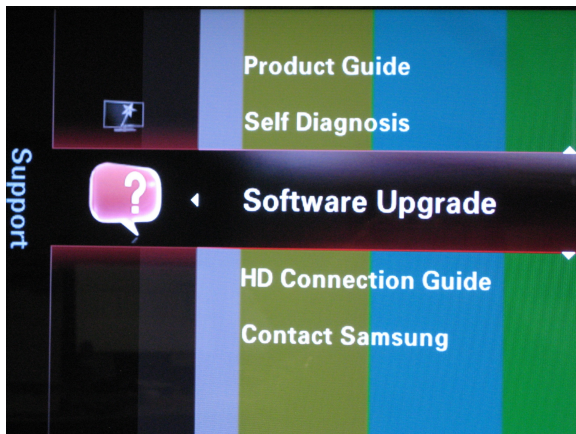 Support
Product Guide
Self Diagnosis
?
Software Upgrade
HD Connection Guide
Contact Samsung